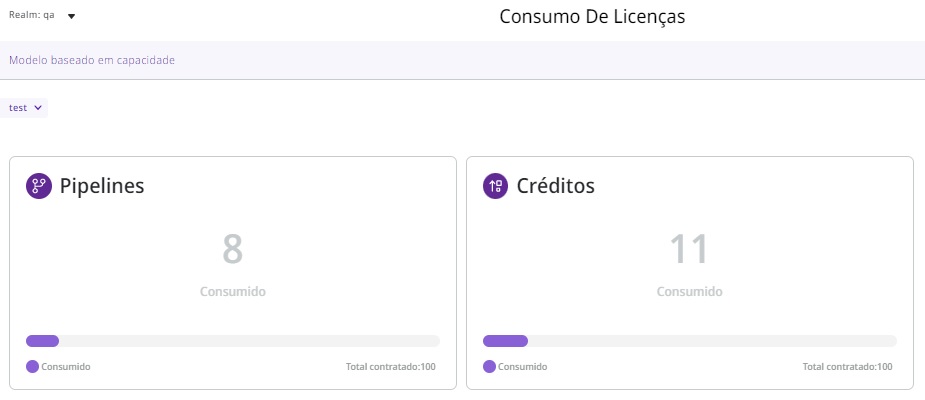 Realm: qa
Consumo De Licenças
Modelo baseado em capacidade
test
Pipelines
8
Consumido
Consumido
Total contratado:100
Créditos
11
Consumido
Consumido
Total contratado:100